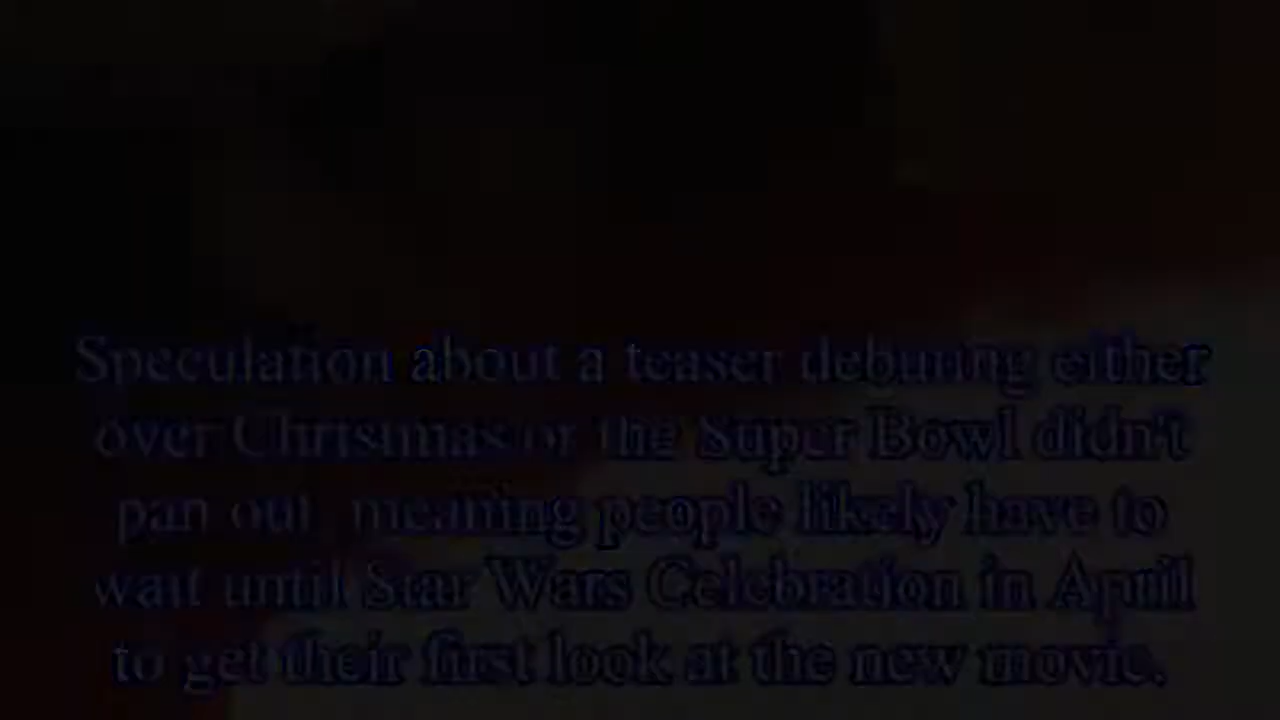 Speculation about a teaser debuting either
over Christmas or the Super Bowl didn't
pan out, meaning people likely have to
wait until Star Wars Celebration in April
to get their first look at the new movie.